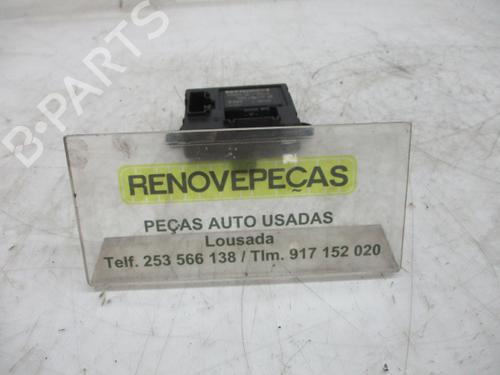 B-PARTS
RENOVEPEÇAS
PEÇAS AUTO USADAS
Lousada
Telf. 253 566 138 / Tlm. 917 152 020